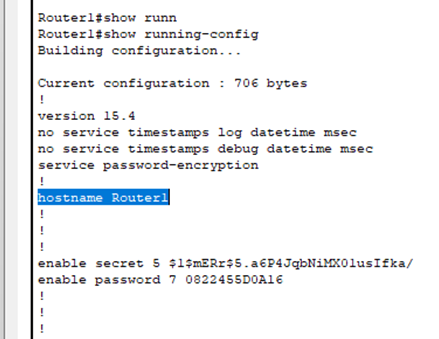 Router1#show runn
Router1#show running-config
Building configuration...
Current configuration : 706 bytes
!
version 15.4
no service timestamps log datetime msec
no service timestamps debug datetime msec
service password-encryption
!
hostname Router1
!
!
!
enable secret 5 $1$mERr$5.a6P4JqbNiMX0lusIfka/
enable password 7 0822455D0A16
!
!
!